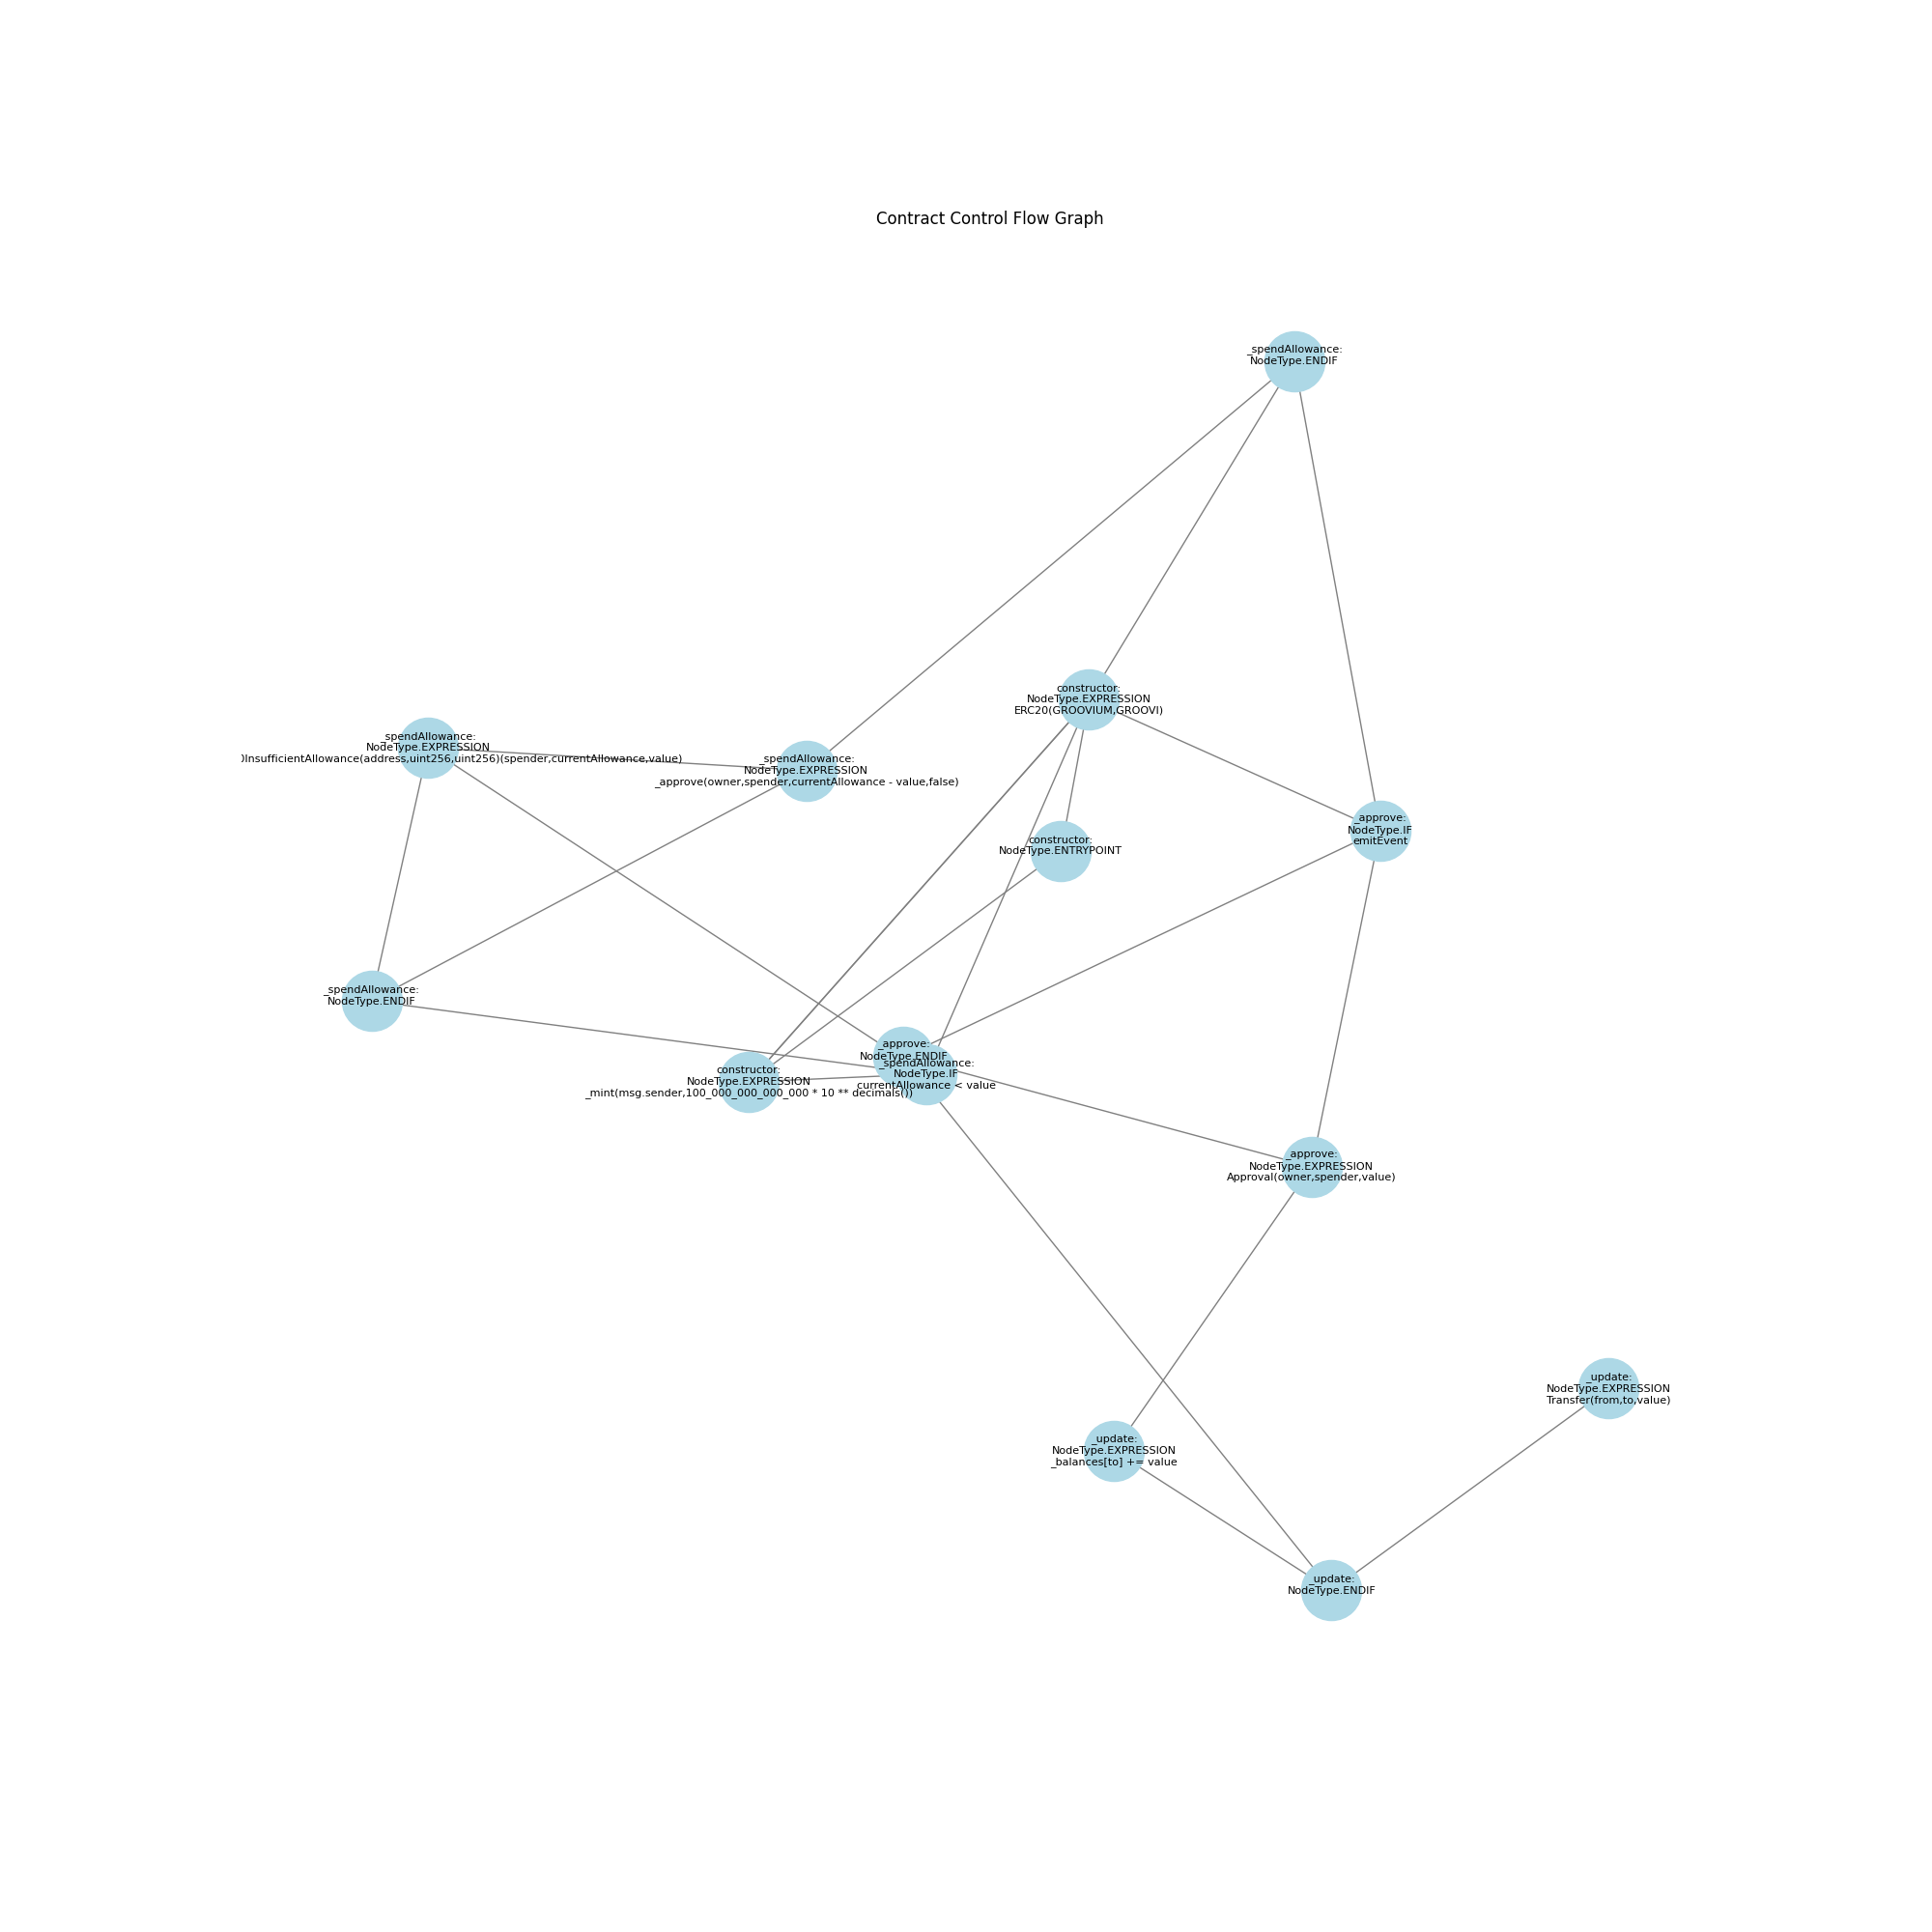 Contract Control Flow Graph
_spendAllowance:
NodeType.ENDIF
constructor:
NodeType.EXPRESSION
ERC20(GROOVIUM,GROOVI)
_spendAllowance:
NodeType.EXPRESSION
)InsufficientAllowance(address,uint256,uint256)(spender,currentAllowance,value)
_spendAllowance:
NodeType.EXPRESSION
_approve(owner,spender,currentAllowance - value,false)
_approve:
NodeType.IF
emitEvent
constructor:
NodeType.ENTRYPOINT
_spendAllowance:
NodeType.ENDIF
_approve:
NodeType.ENDIF
_spendAllowance:
NodeType.IF
currentAllowance < value
constructor:
NodeType.EXPRESSION
_mint(msg.sender,100_000_000_000_000 * 10 ** decimals())
_approve:
NodeType.EXPRESSION
Approval(owner,spender,value)
_update:
NodeType.EXPRESSION
Transfer(from,to,value)
_update:
NodeType.EXPRESSION
_balances[to] += value
_update:
NodeType.ENDIF